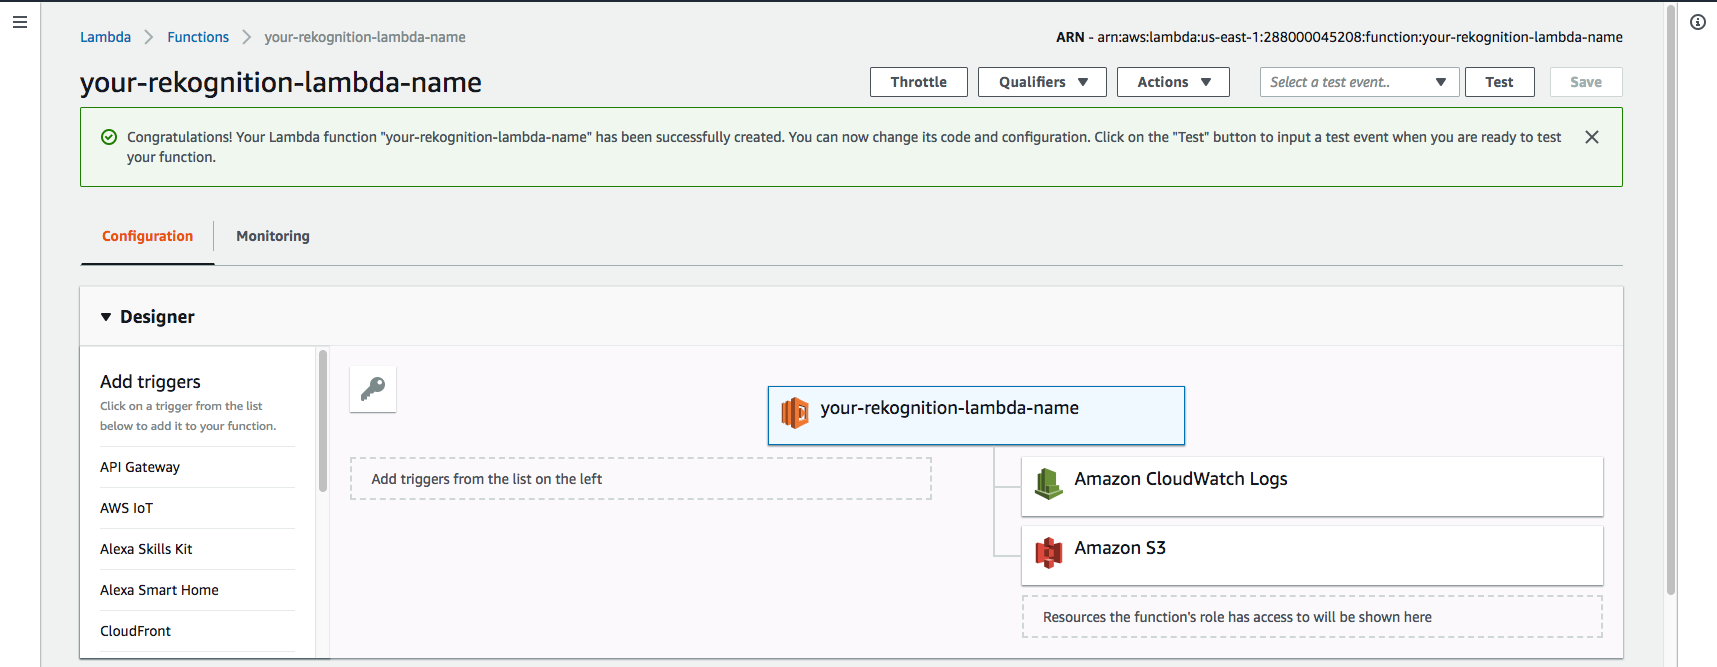 Lambda > Functions > your-rekognition-lambda-name
ARN - arn:aws:lambda:us-east-1:288000045208:function:your-rekognition-lambda-name
your-rekognition-lambda-name
Throttle
Qualifiers
Actions
Select a test event..
Test
Save
Congratulations! Your Lambda function "your-rekognition-lambda-name" has been successfully created. You can now change its code and configuration. Click on the "Test" button to input a test event when you are ready to test
your function.
Configuration
Monitoring
Designer
Add triggers
Click on a trigger from the list
below to add it to your function.
API Gateway
AWS IoT
Alexa Skills Kit
Alexa Smart Home
CloudFront
your-rekognition-lambda-name
Add triggers from the list on the left
Amazon CloudWatch Logs
Amazon S3
Resources the function's role has access to will be shown here